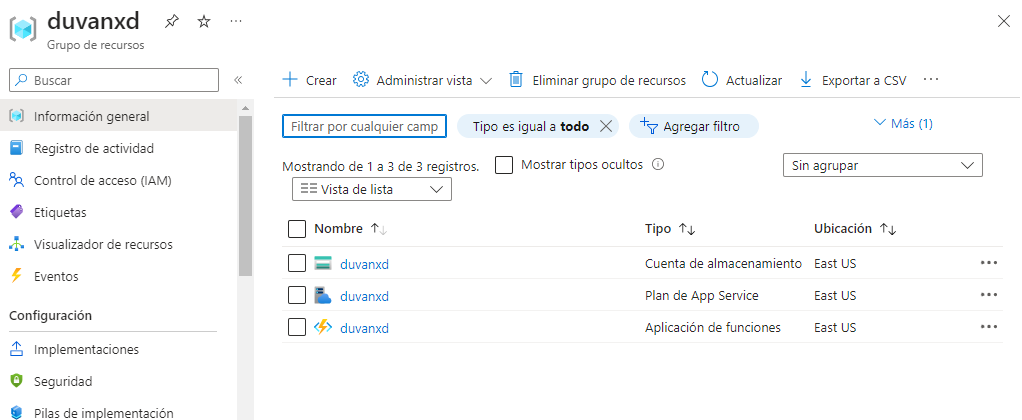 duvanxd
Grupo de recursos
Buscar
Información general
Registro de actividad
Control de acceso (IAM)
Etiquetas
Visualizador de recursos
Eventos
Configuración
Implementaciones
Seguridad
Pilas de implementación
Crear Administrar vista Eliminar grupo de recursos Actualizar Exportar a CSV
Filtrar por cualquier camp Tipo es igual a todo Agregar filtro Más (1)
Mostrando de 1 a 3 de 3 registros. Mostrar tipos ocultos Sin agrupar
Vista de lista
Nombre Tipo Ubicación
duvanxd Cuenta de almacenamiento East US
duvanxd Plan de App Service East US
duvanxd Aplicación de funciones East US